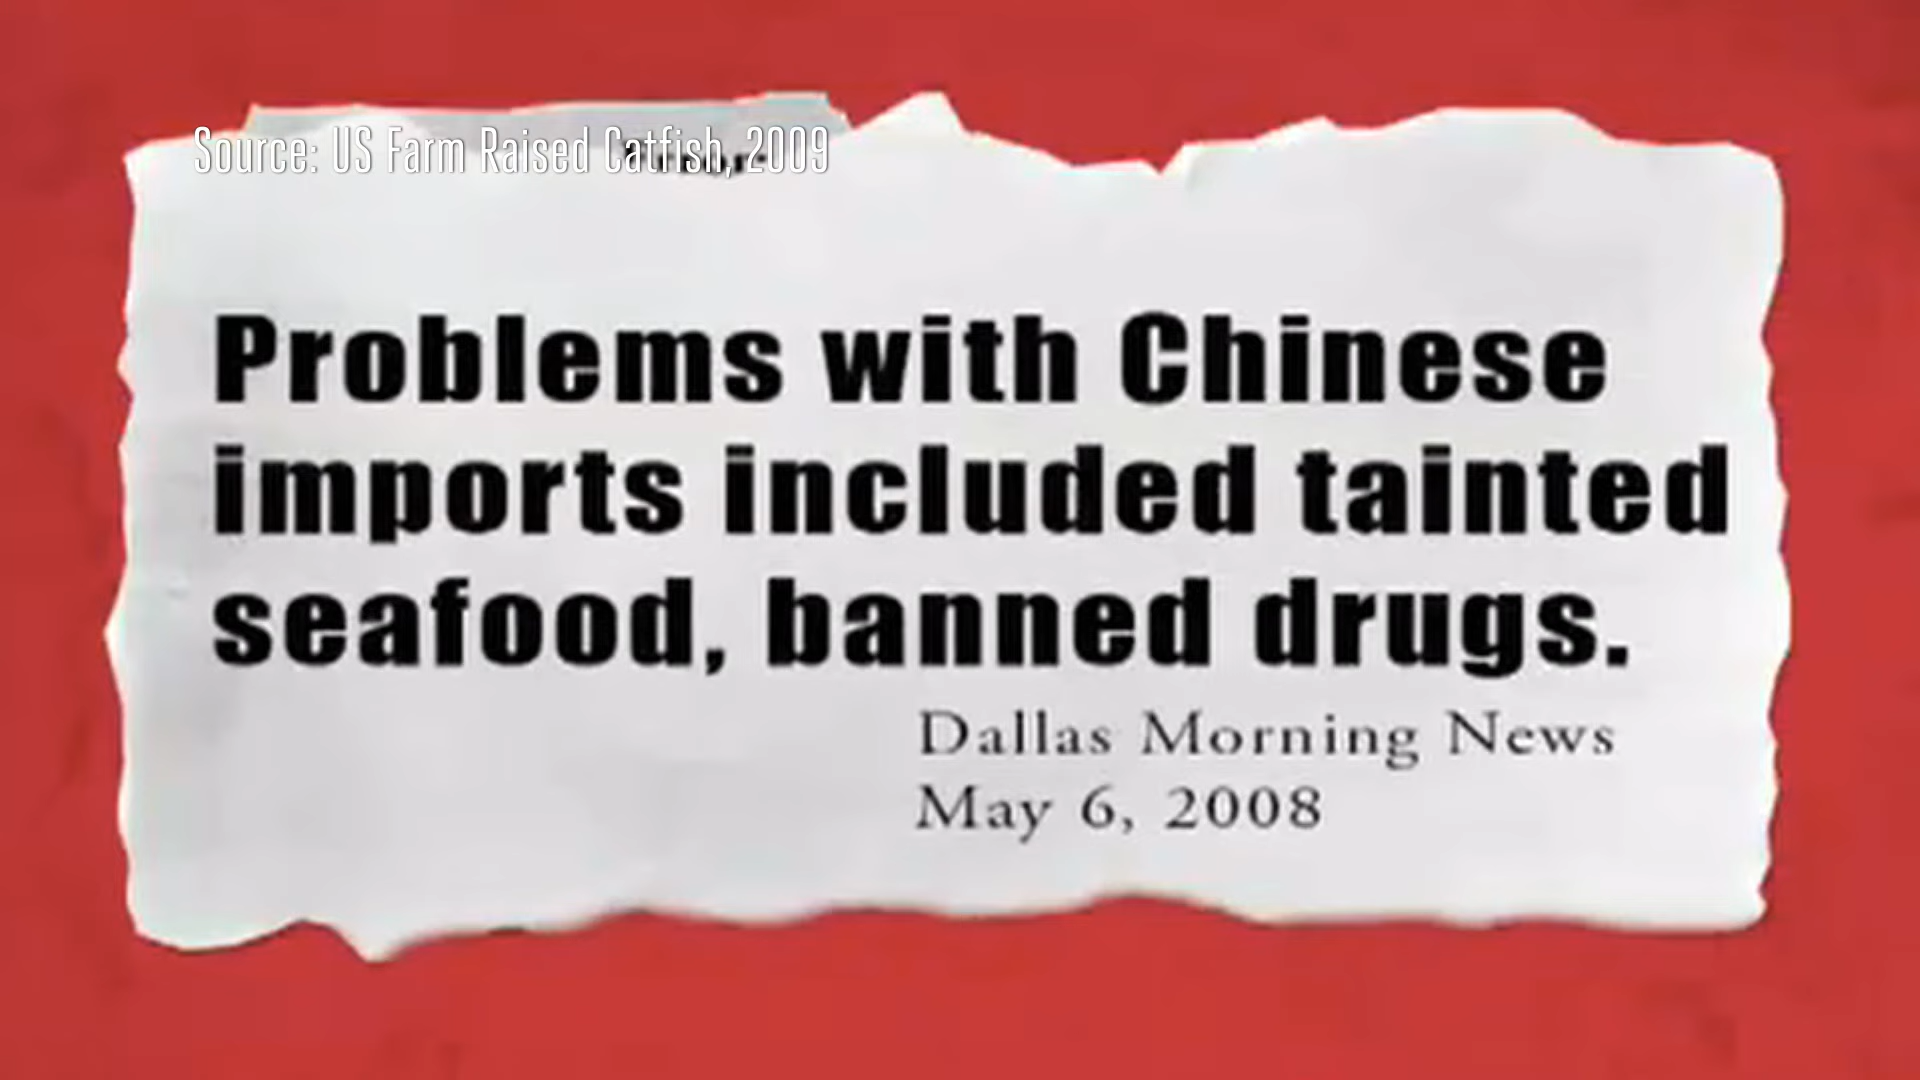 Source: US Farm Raised Catfish, 2009
Problems with Chinese
imports included tainted
seafood, banned drugs.
Dallas Morning News
May 6, 2008